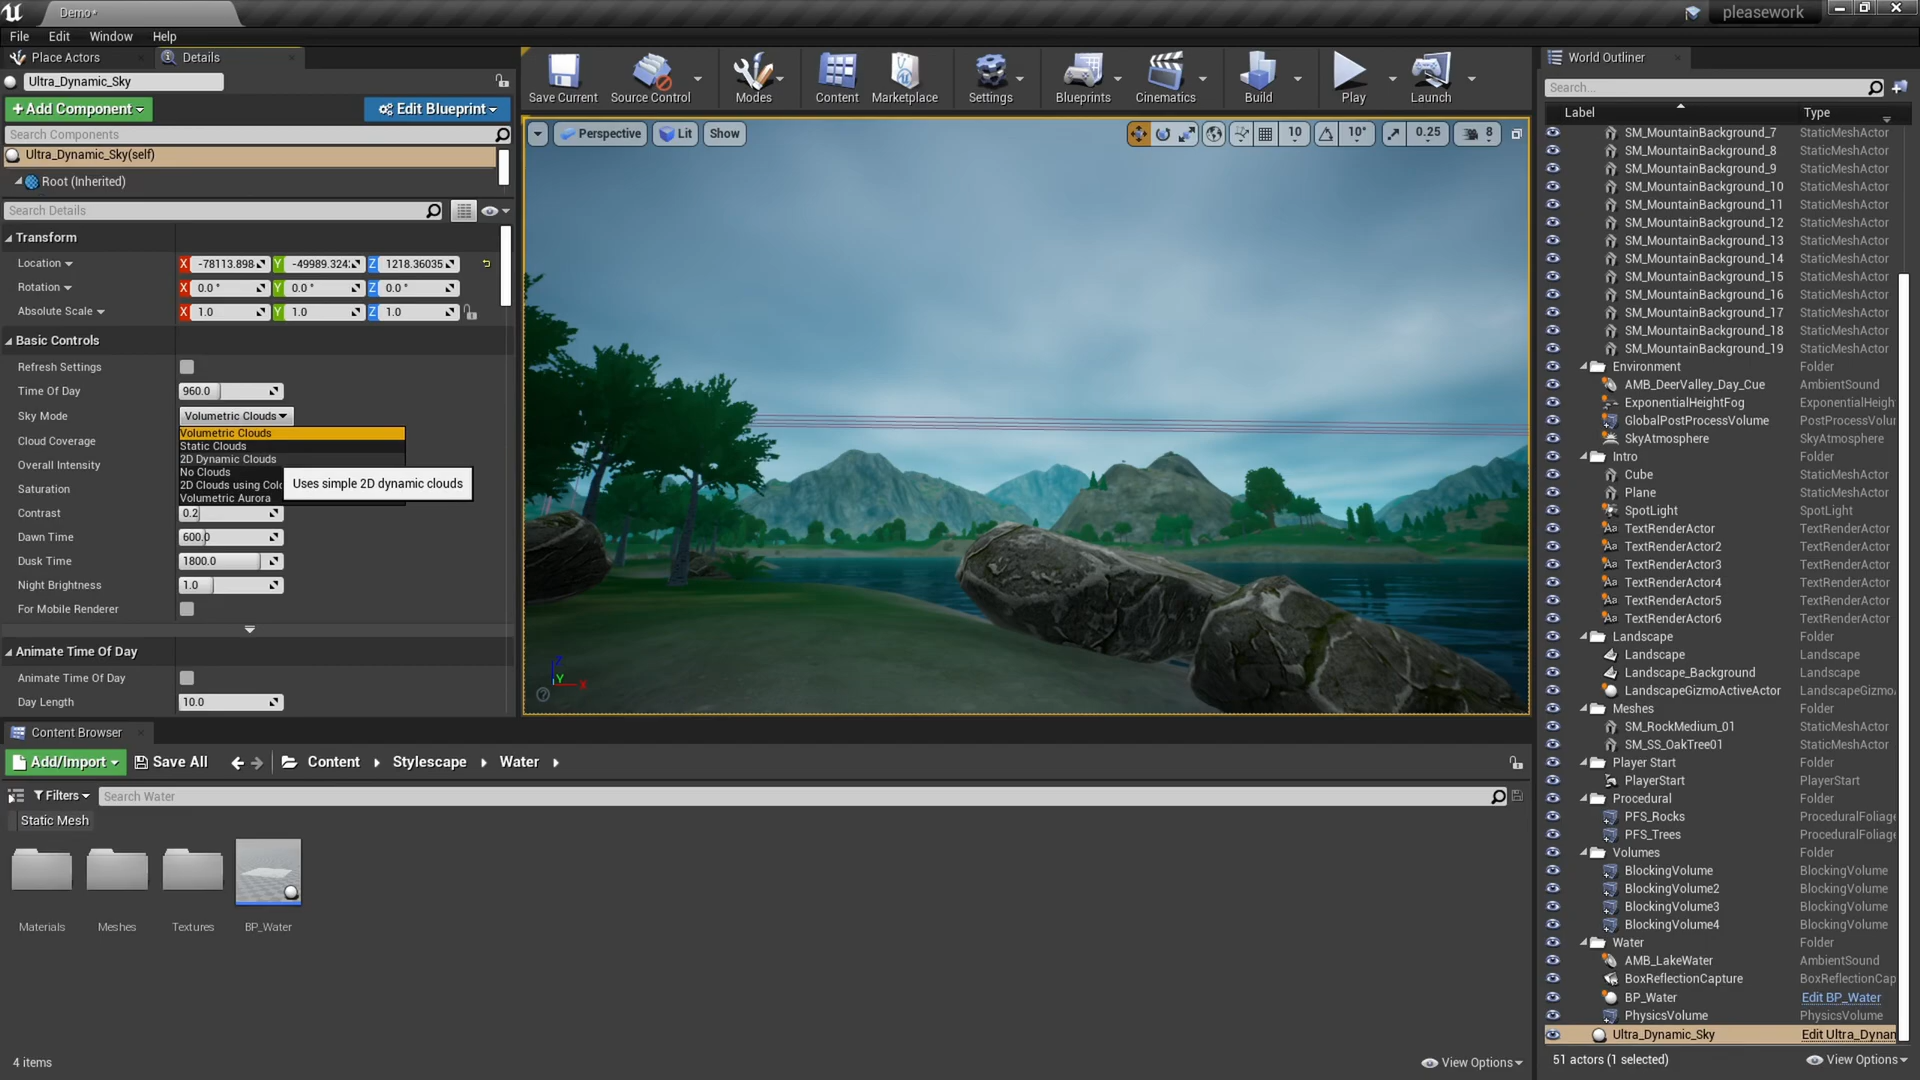 Demo*
pleasework
File Edit Window Help
Place Actors
Details
Ultra_Dynamic_Sky
+Add Component
Edit Blueprint
Search Components
Ultra_Dynamic_Sky(self)
Root (Inherited)
Search Details
Transform
Location X -78113.898 Y -49989.324 Z 1218.36035
Rotation X 0.0 ° Y 0.0 ° Z 0.0 °
Absolute Scale X 1.0 Y 1.0 Z 1.0
Basic Controls
Refresh Settings
Time Of Day 960.0
Sky Mode Volumetric Clouds
Volumetric Clouds
Cloud Coverage
Static Clouds
2D Dynamic Clouds
Overall Intensity
No Clouds
2D Clouds using Colo
Uses simple 2D dynamic clouds
Saturation
Volumetric Aurora
Contrast 0.2
Dawn Time 600.0
Dusk Time 1800.0
Night Brightness 1.0
For Mobile Renderer
Animate Time Of Day
Animate Time Of Day
Day Length 10.0
Save Current
Source Control
Modes
Content
Marketplace
Settings
Blueprints
Cinematics
Build
Play
Launch
Perspective
Lit
Show
10
10°
0.25
8
Z
Y
X
Content Browser
Add/Import
Save All
Content
Stylescape
Water
Filters
Search Water
Static Mesh
Materials
Meshes
Textures
BP_Water
4 items
View Options
World Outliner
Search...
Label Type
SM_MountainBackground_7 StaticMeshActor
SM_MountainBackground_8 StaticMeshActor
SM_MountainBackground_9 StaticMeshActor
SM_MountainBackground_10 StaticMeshActor
SM_MountainBackground_11 StaticMeshActor
SM_MountainBackground_12 StaticMeshActor
SM_MountainBackground_13 StaticMeshActor
SM_MountainBackground_14 StaticMeshActor
SM_MountainBackground_15 StaticMeshActor
SM_MountainBackground_16 StaticMeshActor
SM_MountainBackground_17 StaticMeshActor
SM_MountainBackground_18 StaticMeshActor
SM_MountainBackground_19 StaticMeshActor
Environment Folder
AMB_DeerValley_Day_Cue AmbientSound
ExponentialHeightFog ExponentialHeigh
GlobalPostProcessVolume PostProcessVolu
SkyAtmosphere SkyAtmosphere
Intro Folder
Cube StaticMeshActor
Plane StaticMeshActor
SpotLight SpotLight
TextRenderActor TextRenderActor
TextRenderActor2 TextRenderActor
TextRenderActor3 TextRenderActor
TextRenderActor4 TextRenderActor
TextRenderActor5 TextRenderActor
TextRenderActor6 TextRenderActor
Landscape Folder
Landscape Landscape
Landscape_Background Landscape
LandscapeGizmoActiveActor LandscapeGizmo
Meshes Folder
SM_RockMedium_01 StaticMeshActor
SM_SS_OakTree01 StaticMeshActor
Player Start Folder
PlayerStart PlayerStart
Procedural Folder
PFS_Rocks ProceduralFoliage
PFS_Trees ProceduralFoliage
Volumes Folder
BlockingVolume BlockingVolume
BlockingVolume2 BlockingVolume
BlockingVolume3 BlockingVolume
BlockingVolume4 BlockingVolume
Water Folder
AMB_LakeWater AmbientSound
BoxReflectionCapture BoxReflectionCap
BP_Water Edit BP_Water
PhysicsVolume PhysicsVolume
Ultra_Dynamic_Sky Edit Ultra_Dynan
51 actors (1 selected)
View Options